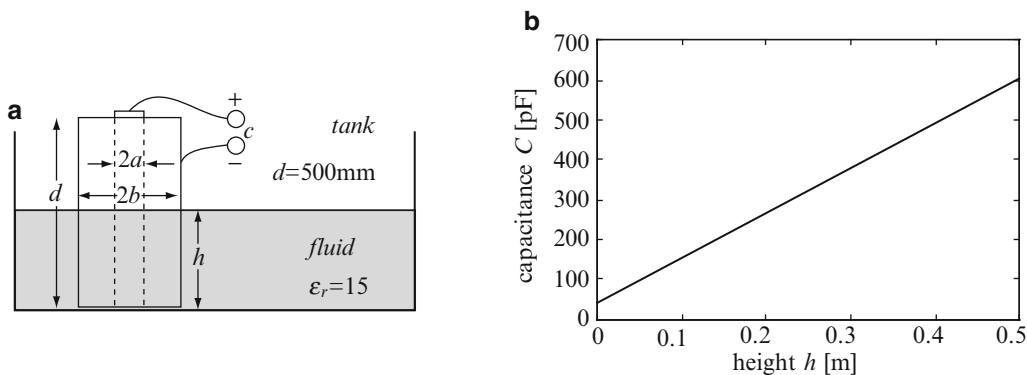 a
+
c
−
tank
d=500mm
2a
2b
d
h
fluid
εr=15
b
700
600
500
400
300
200
100
0
capacitance C [pF]
0
0.1
0.2
0.3
0.4
0.5
height h [m]